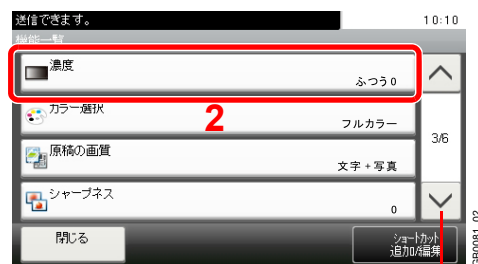 送信できます。
10:10
機能一覧
濃度
ふつう0
カラー選択
2
フルカラー
3/6
原稿の画質
文字+写真
シャープネス
0
閉じる
ショートカット
追加/編集
GB0081_02